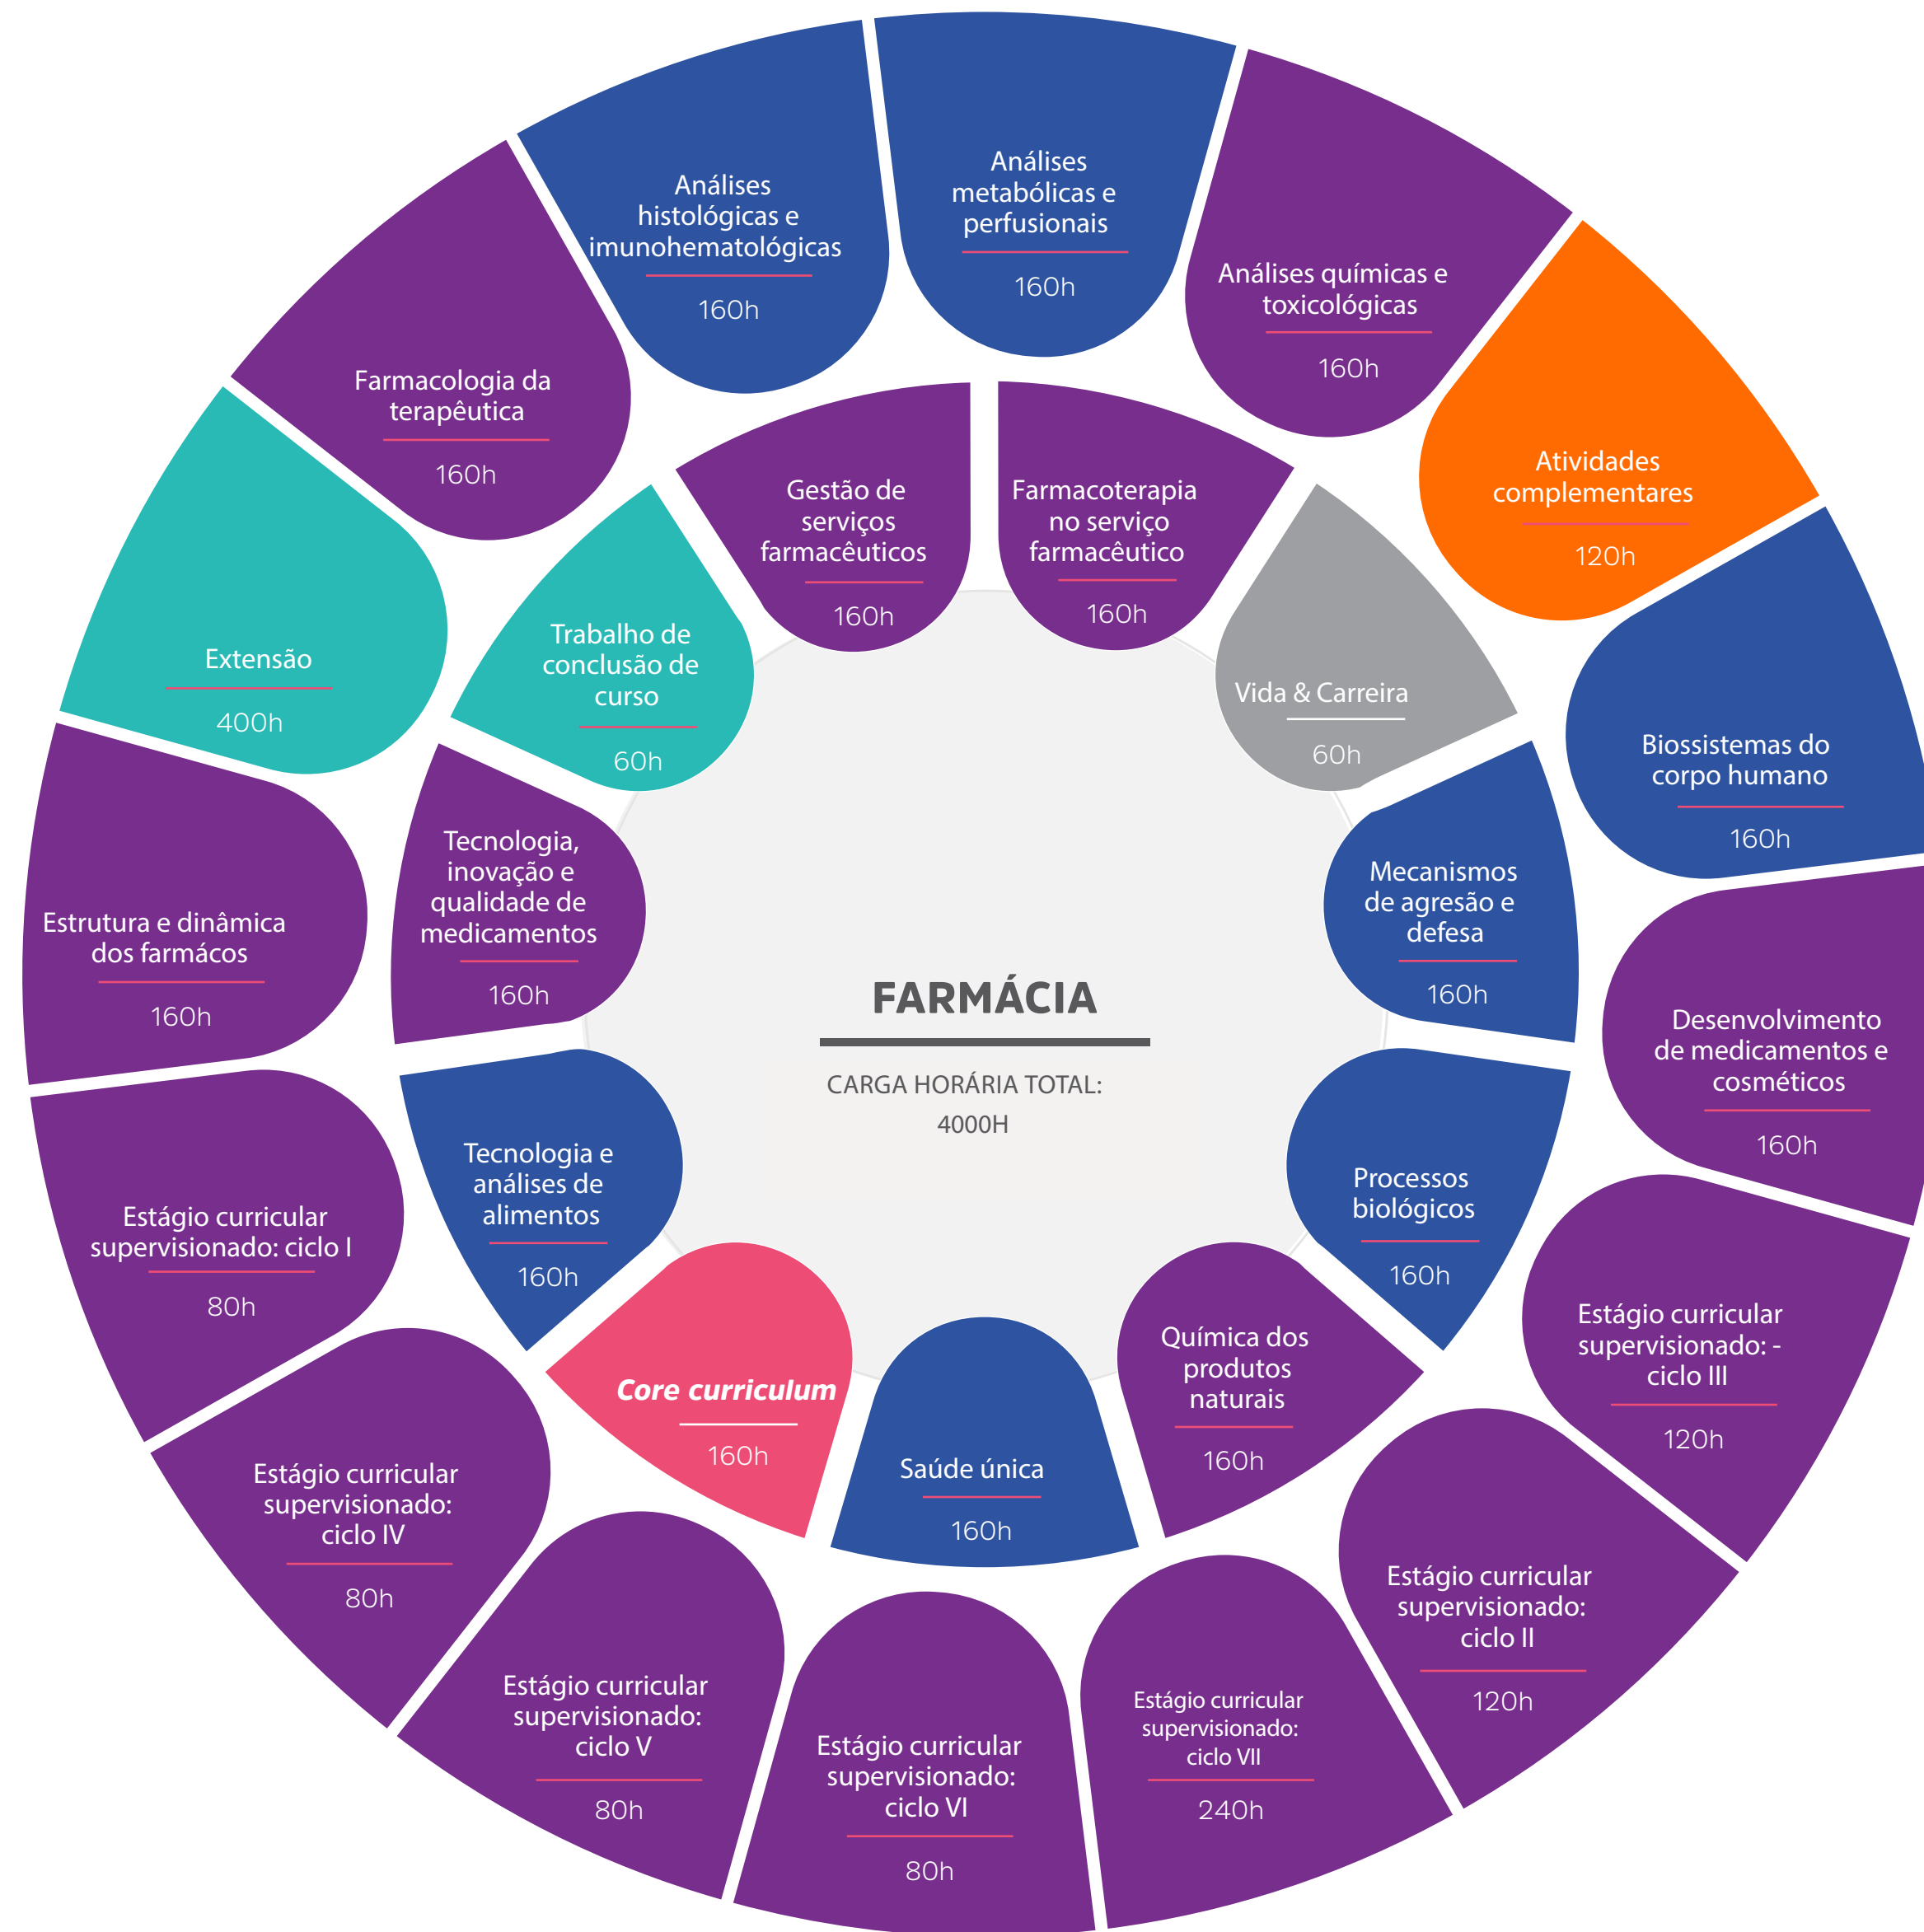 Análises
metabólicas e
perfusionais
160h
Análises químicas e
toxicológicas
160h
Atividades
complementares
120h
Biossistemas do
corpo humano
160h
Desenvolvimento
de medicamentos e
cosméticos
160h
Estágio curricular
supervisionado: -
ciclo III
120h
Estágio curricular
supervisionado:
ciclo II
120h
Estágio curricular
supervisionado:
ciclo VII
240h
Estágio curricular
supervisionado:
ciclo VI
80h
Estágio curricular
supervisionado:
ciclo V
80h
Estágio curricular
supervisionado:
ciclo IV
80h
Estágio curricular
supervisionado: ciclo I
80h
Estrutura e dinâmica
dos farmácos
160h
Extensão
400h
Farmacologia da
terapêutica
160h
Análises
histológicas e
imunohematológicas
160h
Gestão de
serviços
farmacêuticos
160h
Farmacoterapia
no serviço
farmacêutico
160h
Vida & Carreira
60h
Mecanismos
de agresão e
defesa
160h
Processos
biológicos
160h
Química dos
produtos
naturais
160h
Saúde única
160h
Core curriculum
160h
Tecnologia e
análises de
alimentos
160h
Tecnologia,
inovação e
qualidade de
medicamentos
160h
Trabalho de
conclusão de
curso
60h
FARMÁCIA
CARGA HORÁRIA TOTAL:
4000H